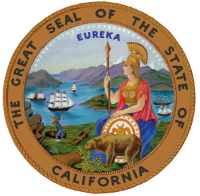 THE GREAT SEAL OF THE STATE OF
CALIFORNIA
EUREKA